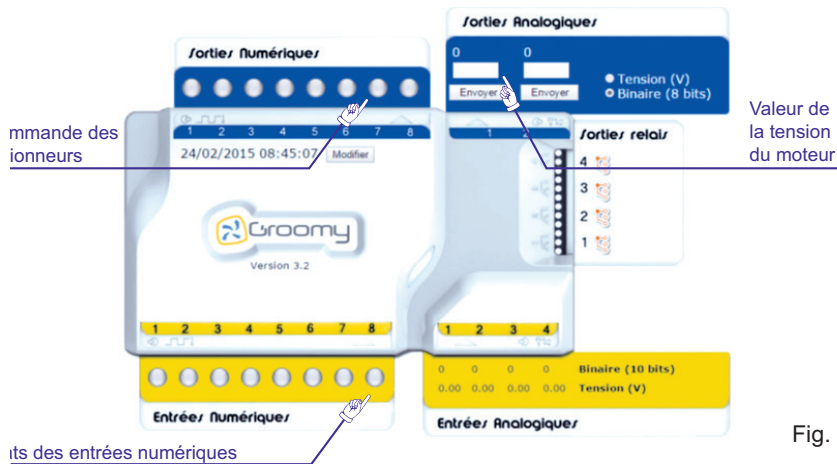 Sorties Analogiques
Sorties Numériques
0 0
Envoyer Envoyer
Tension (V)
Binaire (8 bits)
Valeur de
la tension
du moteur
mmande des
ionneurs
1 2 3 4 5 6 7 8
1 2
Sorties relais
24/02/2015 08:45:07 Modifier
4
3
2
1
Groomy
Version 3.2
1 2 3 4 5 6 7 8
1 2 3 4
0 0 0 0 Binaire (10 bits)
0.00 0.00 0.00 0.00 Tension (V)
Entrées Numériques
Entrées Analogiques
Fig.
nts des entrées numériques